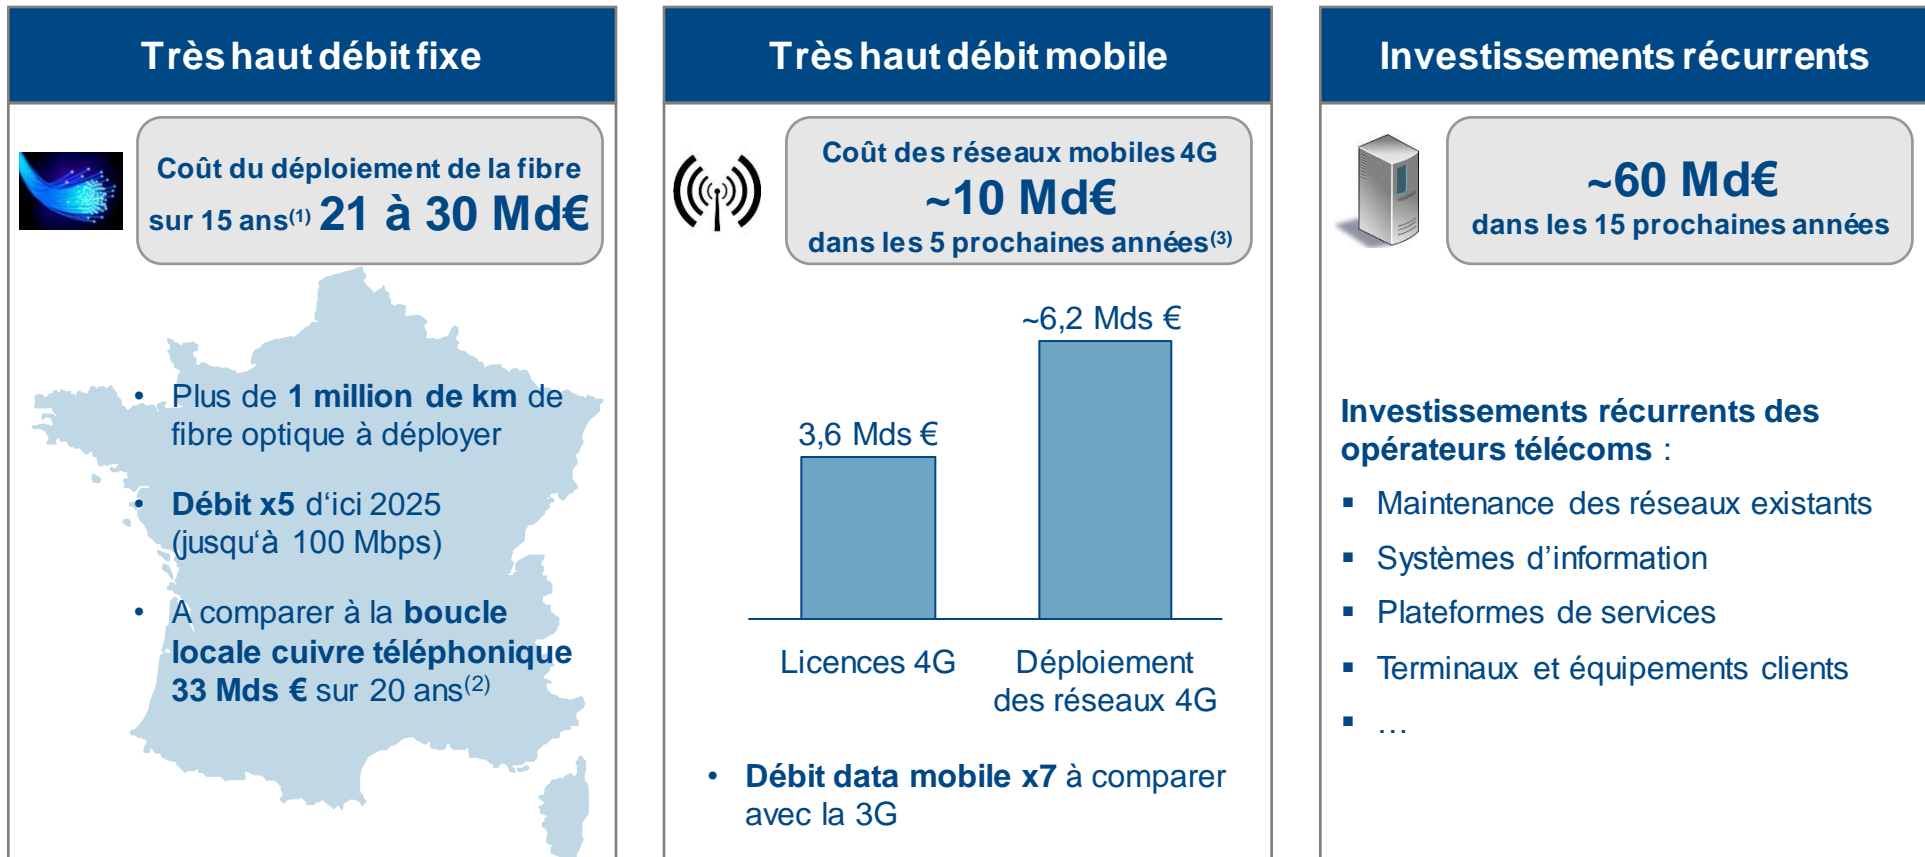 Très haut débit fixe
Coût du déploiement de la fibre
sur 15 ans(1) 21 à 30 Md€
• Plus de 1 million de km de
fibre optique à déployer
• Débit x5 d‘ici 2025
(jusqu‘à 100 Mbps)
• A comparer à la boucle
locale cuivre téléphonique
33 Mds € sur 20 ans(2)
Très haut débit mobile
Coût des réseaux mobiles 4G
~10 Md€
dans les 5 prochaines années(3)
~6,2 Mds €
3,6 Mds €
Licences 4G
Déploiement
des réseaux 4G
• Débit data mobile x7 à comparer
avec la 3G
Investissements récurrents
~60 Md€
dans les 15 prochaines années
Investissements récurrents des
opérateurs télécoms :
▪ Maintenance des réseaux existants
▪ Systèmes d’information
▪ Plateformes de services
▪ Terminaux et équipements clients
▪ …